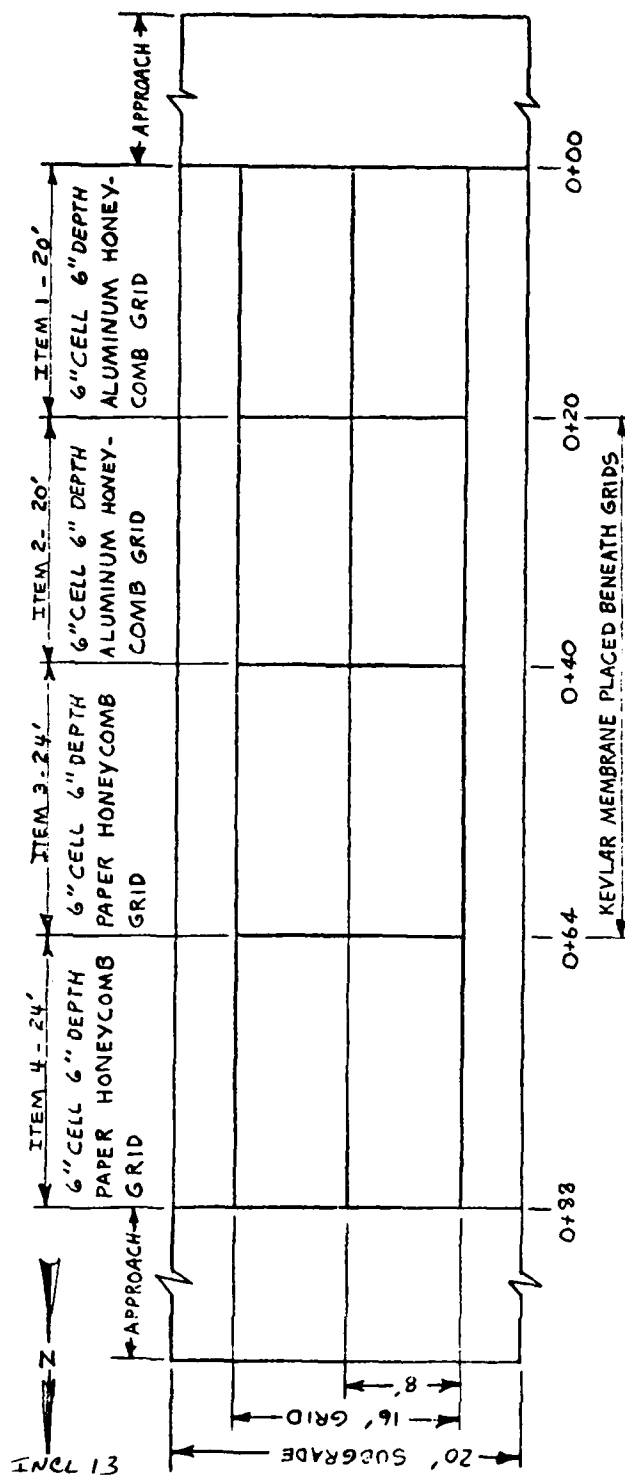 INCL 13
N
APPROACH
ITEM 4 - 24'
6" CELL 6" DEPTH
PAPER HONEYCOMB
GRID
ITEM 3 - 24'
6" CELL 6" DEPTH
PAPER HONEYCOMB
GRID
ITEM 2 - 20'
6" CELL 6" DEPTH
ALUMINUM HONEY-
COMB GRID
ITEM 1 - 20'
6" CELL 6" DEPTH
ALUMINUM HONEY-
COMB GRID
APPROACH
20' SUBGRADE
16' GRID
8'
0+88
0+64
0+40
0+20
0+00
KEVLAR MEMBRANE PLACED BENEATH GRIDS